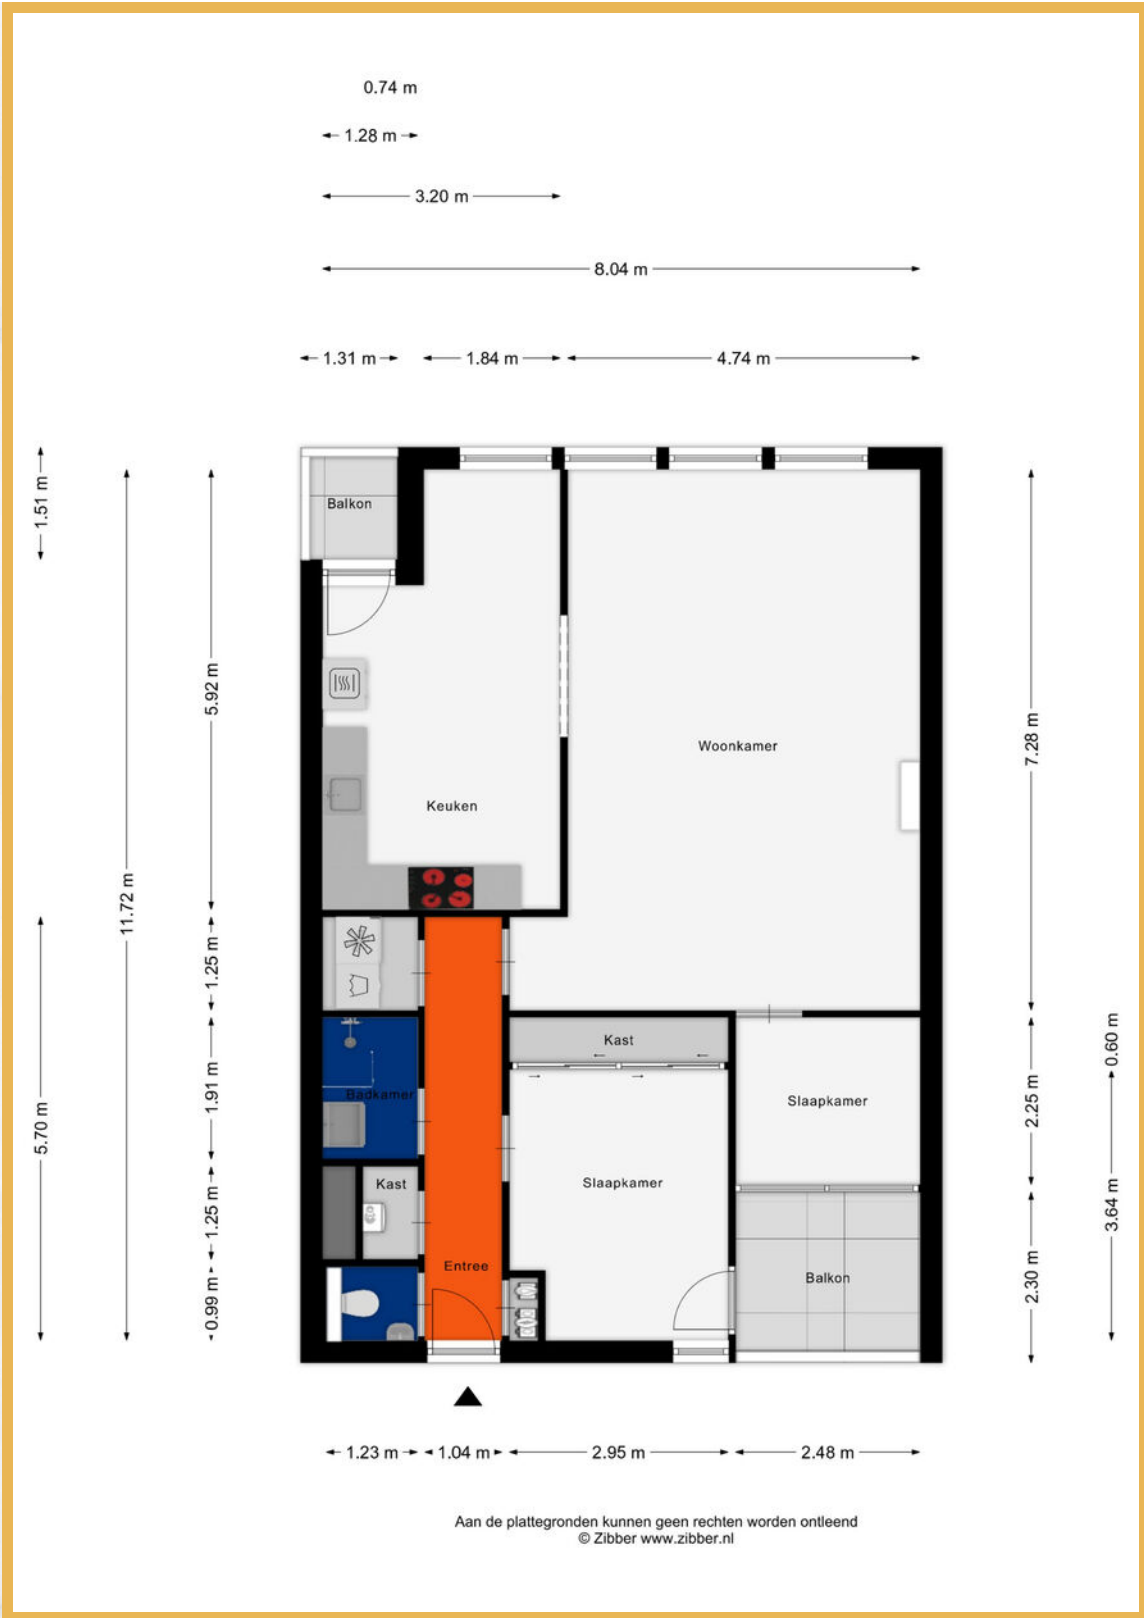 0.74 m
1.28 m
3.20 m
8.04 m
1.31 m
1.84 m
4.74 m
1.51 m
Balkon
5.92 m
7.28 m
Woonkamer
Keuken
11.72 m
1.25 m
Kast
0.60 m
Badkamer
1.91 m
Slaapkamer
2.25 m
5.70 m
Kast
Slaapkamer
1.25 m
3.64 m
Entree
Balkon
2.30 m
0.99 m
1.23 m
1.04 m
2.95 m
2.48 m
Aan de plattegronden kunnen geen rechten worden ontleend
© Zibber www.zibber.nl